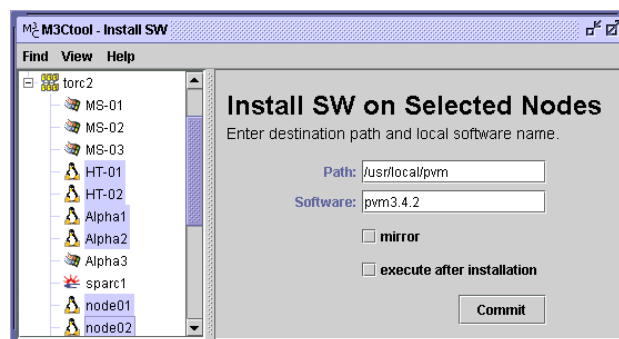 M3C M3Ctool - Install SW
Find View Help
torc2
MS-01
MS-02
MS-03
HT-01
HT-02
Alpha1
Alpha2
Alpha3
sparc1
node01
node02
Install SW on Selected Nodes
Enter destination path and local software name.
Path: /usr/local/pvm
Software: pvm3.4.2
mirror
execute after installation
Commit